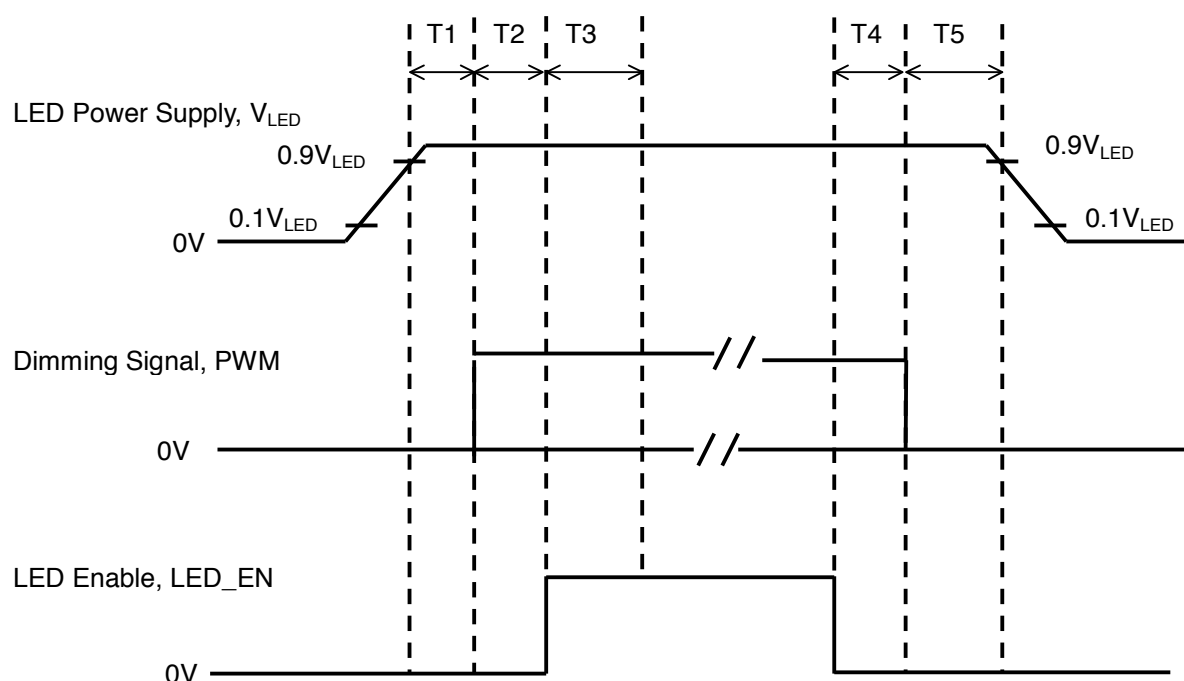 T1 T2 T3 T4 T5
LED Power Supply, VLED
0.9VLED 0.9VLED
0.1VLED 0.1VLED
0V
Dimming Signal, PWM
0V
LED Enable, LED_EN
0V